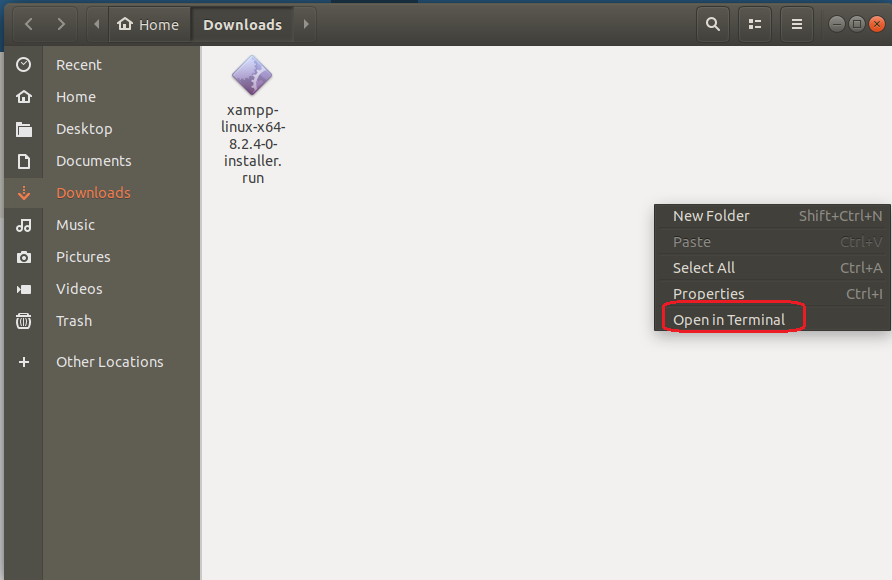 Home
Downloads
Recent
Home
Desktop
Documents
Downloads
Music
Pictures
Videos
Trash
Other Locations
xampp-
linux-x64-
8.2.4-0-
installer.
run
New Folder Shift+Ctrl+N
Paste Ctrl+V
Select All Ctrl+A
Properties Ctrl+I
Open in Terminal